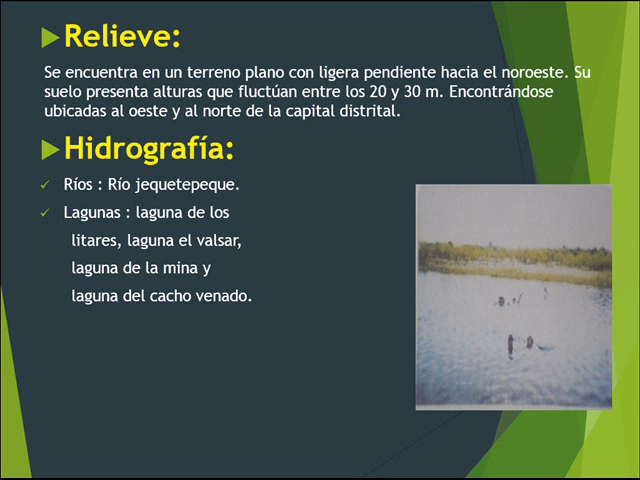 Relieve:
Se encuentra en un terreno plano con ligera pendiente hacia el noroeste. Su
suelo presenta alturas que fluctúan entre los 20 y 30 m. Encontrándose
ubicadas al oeste y al norte de la capital distrital.
Hidrografía:
Ríos : Río jequetepeque.
Lagunas : laguna de los
litares, laguna el valsar,
laguna de la mina y
laguna del cacho venado.